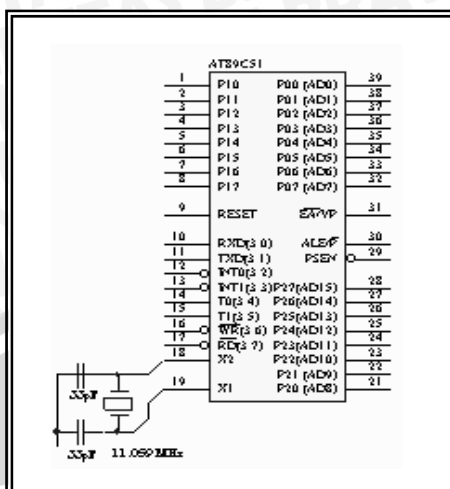 AT89C51
1 P10 P00 (AD0) 39
2 P11 P01 (AD1) 38
3 P12 P02 (AD2) 37
4 P13 P03 (AD3) 36
5 P14 P04 (AD4) 35
6 P15 P05 (AD5) 34
7 P16 P06 (AD6) 33
8 P17 P07 (AD7) 32
9 RESET EA/VP 31
10 RXD(3 0) ALE/P 30
11 TXD(3 1) PSEN 29
12 INT0(3 2)
13 INT1(3 3) P27(AD15) 28
14 T0(3 4) P26(AD14) 27
15 T1(3 5) P25(AD13) 26
16 WR(3 6) P24(AD12) 25
17 RD(3 7) P23(AD11) 24
18 X2 P22(AD10) 23
P21 (AD9) 22
19 X1 P20 (AD8) 21
33pF
33pF 11.059 MHz